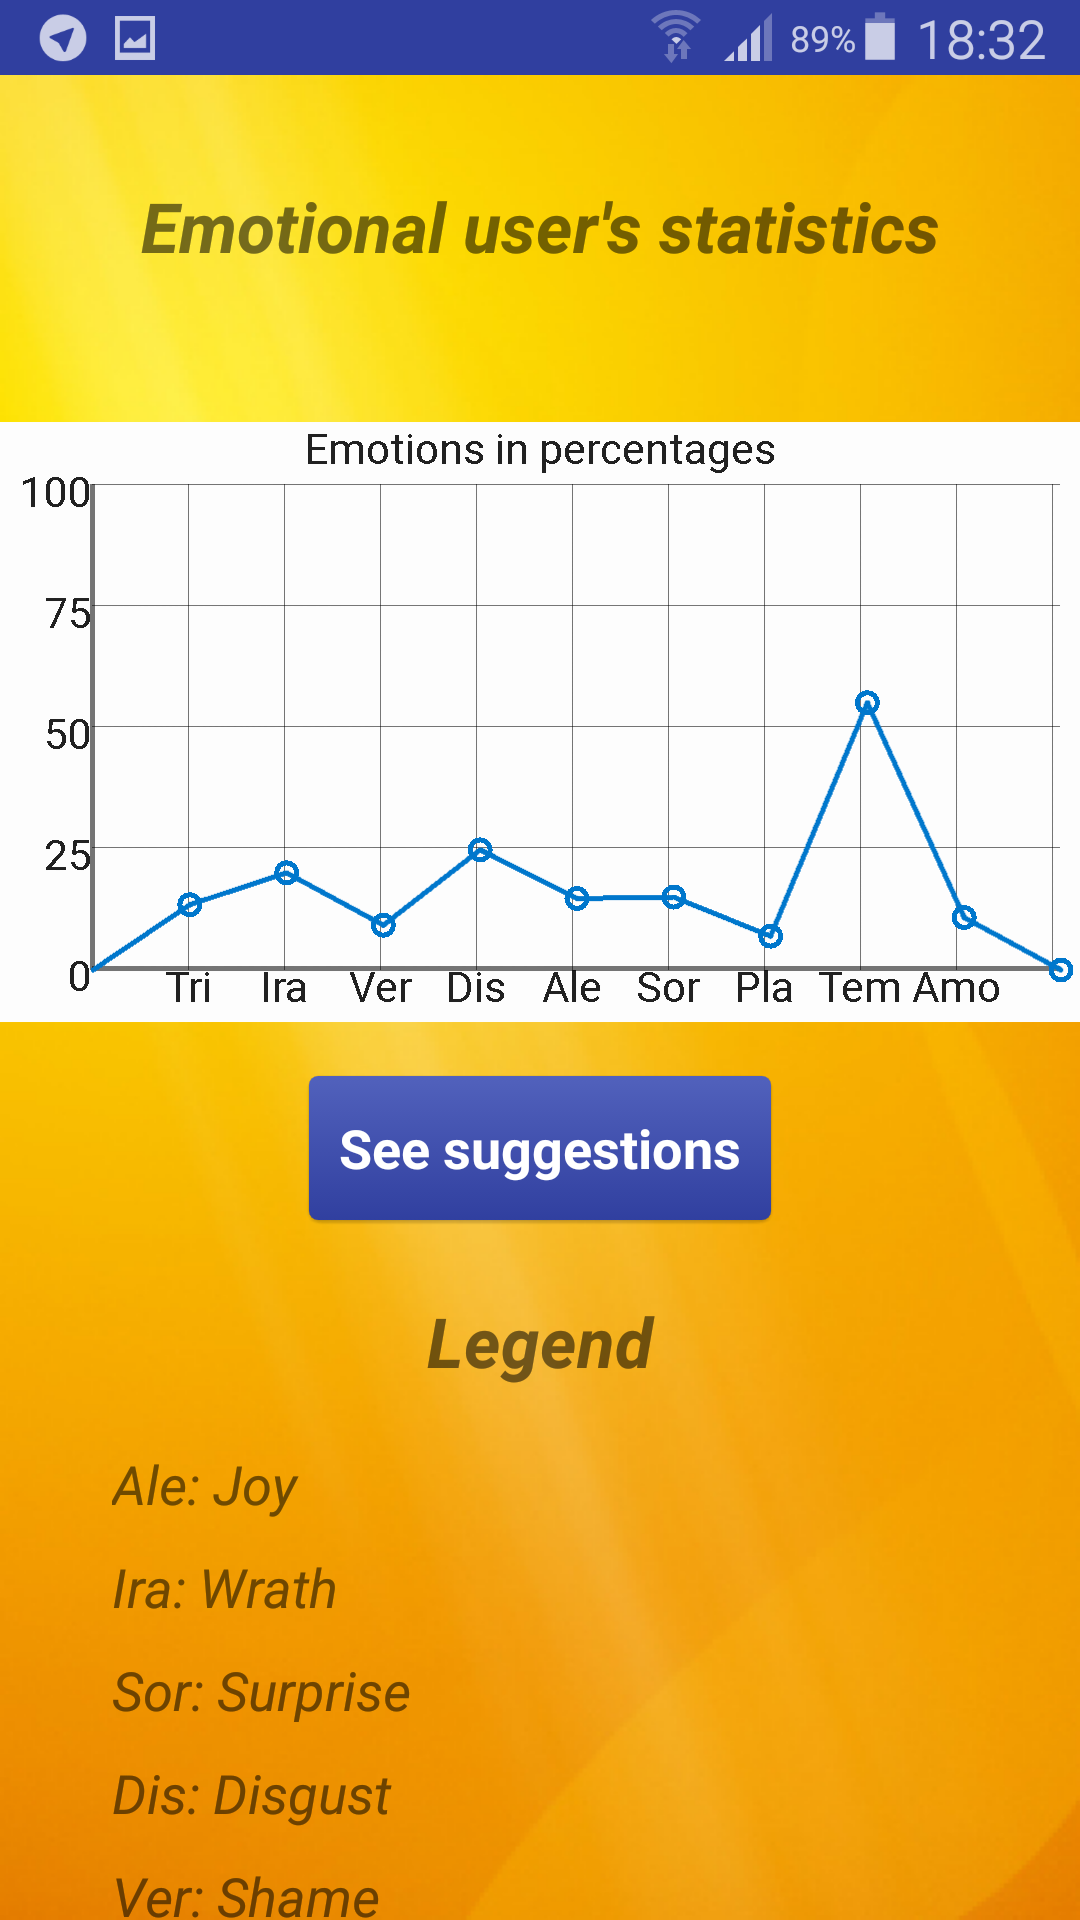 89% 18:32
Emotional user's statistics
Emotions in percentages
100
75
50
25
0
Tri Ira Ver Dis Ale Sor Pla Tem Amo
See suggestions
Legend
Ale: Joy
Ira: Wrath
Sor: Surprise
Dis: Disgust
Ver: Shame